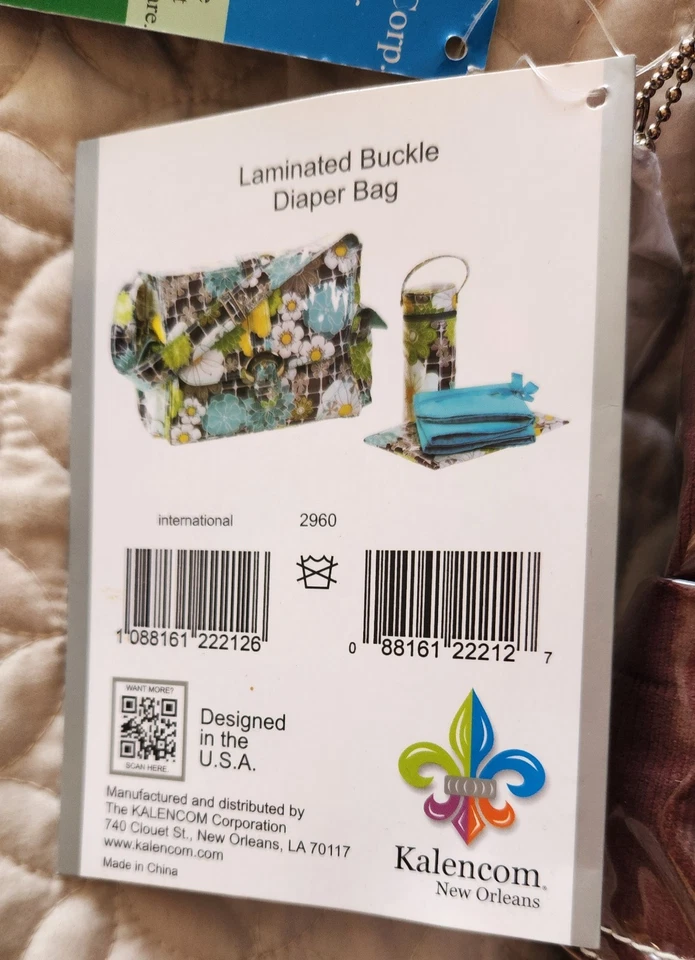 re.
Corp.
Laminated Buckle
Diaper Bag
international 2960
1 088161 222126
0 88161 22212 7
WANT MORE?
SCAN HERE
Designed
in the
U.S.A.
Manufactured and distributed by
The KALENCOM Corporation
740 Clouet St., New Orleans, LA 70117
www.kalencom.com
Made in China
Kalencom®
New Orleans